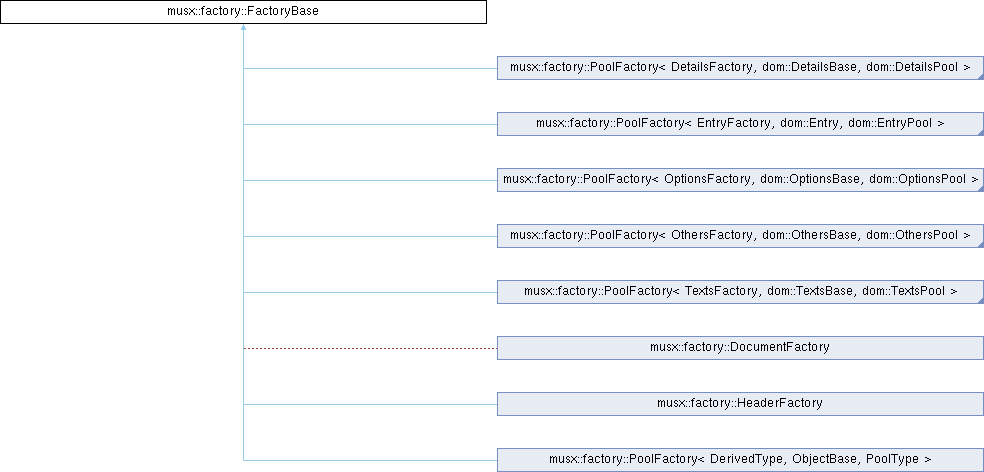 musx::factory::FactoryBase
musx::factory::PoolFactory< DetailsFactory, dom::DetailsBase, dom::DetailsPool >
musx::factory::PoolFactory< EntryFactory, dom::Entry, dom::EntryPool >
musx::factory::PoolFactory< OptionsFactory, dom::OptionsBase, dom::OptionsPool >
musx::factory::PoolFactory< OthersFactory, dom::OthersBase, dom::OthersPool >
musx::factory::PoolFactory< TextsFactory, dom::TextsBase, dom::TextsPool >
musx::factory::DocumentFactory
musx::factory::HeaderFactory
musx::factory::PoolFactory< DerivedType, ObjectBase, PoolType >